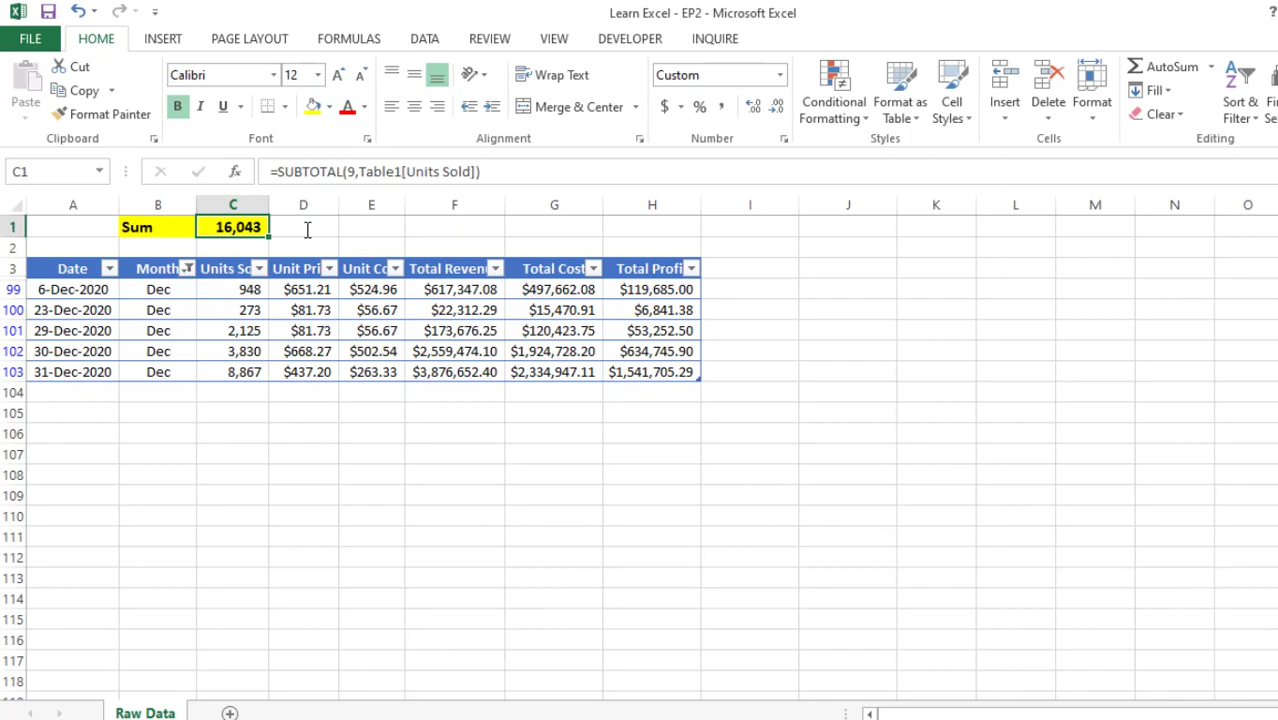 Learn Excel - EP2 - Microsoft Excel ?
FILE HOME INSERT PAGE LAYOUT FORMULAS DATA REVIEW VIEW DEVELOPER INQUIRE
Paste
Cut
Copy
Format Painter
Clipboard
Calibri 12
B I U A
Font
Wrap Text
Merge & Center
Alignment
Custom
$ % ,
Number
Conditional Formatting
Format as Table
Cell Styles
Styles
Insert
Delete
Format
Cells
AutoSum
Fill
Clear
Sort & Filter
Editing
C1 fx =SUBTOTAL(9,Table1[Units Sold])
A B C D E F G H I J K L M N O
1 Sum 16,043
2
3 Date Month Units So Unit Pri Unit Co Total Reven Total Cost Total Profi
99 6-Dec-2020 Dec 948 $651.21 $524.96 $617,347.08 $497,662.08 $119,685.00
100 23-Dec-2020 Dec 273 $81.73 $56.67 $22,312.29 $15,470.91 $6,841.38
101 29-Dec-2020 Dec 2,125 $81.73 $56.67 $173,676.25 $120,423.75 $53,252.50
102 30-Dec-2020 Dec 3,830 $668.27 $502.54 $2,559,474.10 $1,924,728.20 $634,745.90
103 31-Dec-2020 Dec 8,867 $437.20 $263.33 $3,876,652.40 $2,334,947.11 $1,541,705.29
104
105
106
107
108
109
110
111
112
113
114
115
116
117
118
Raw Data